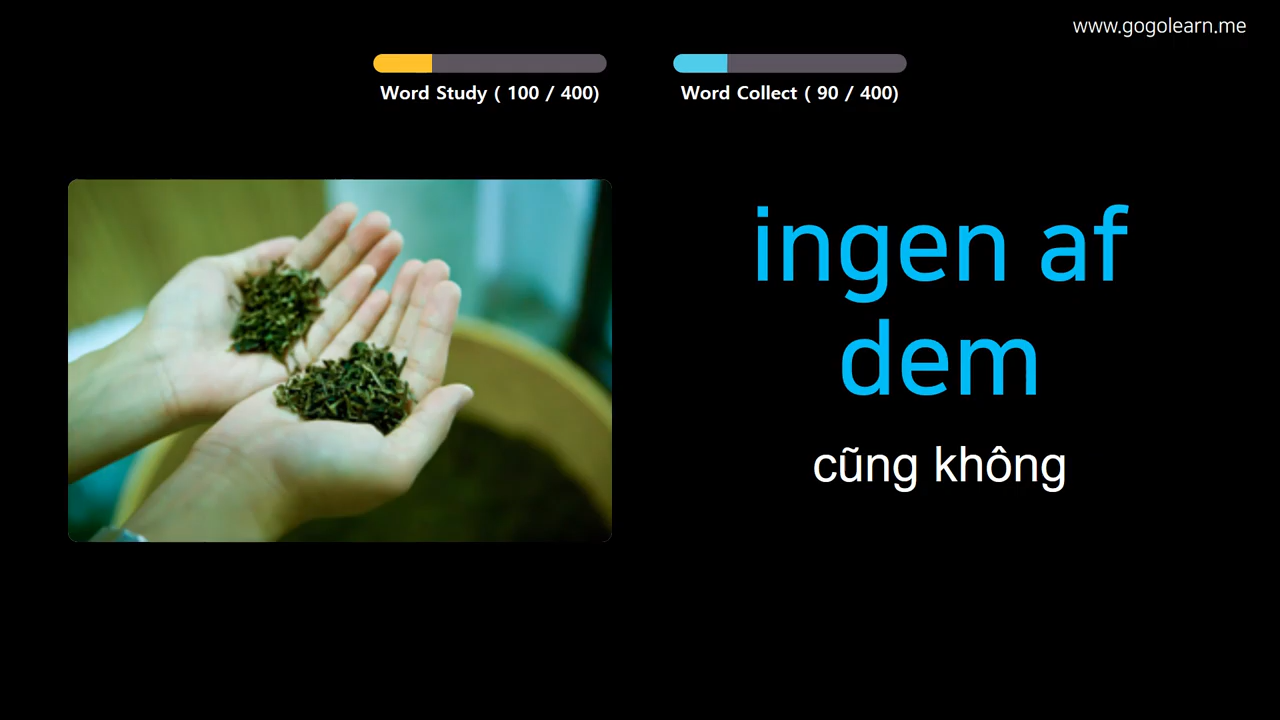 www.gogolearn.me
Word Study ( 100 / 400)
Word Collect ( 90 / 400)
ingen af
dem
cũng không